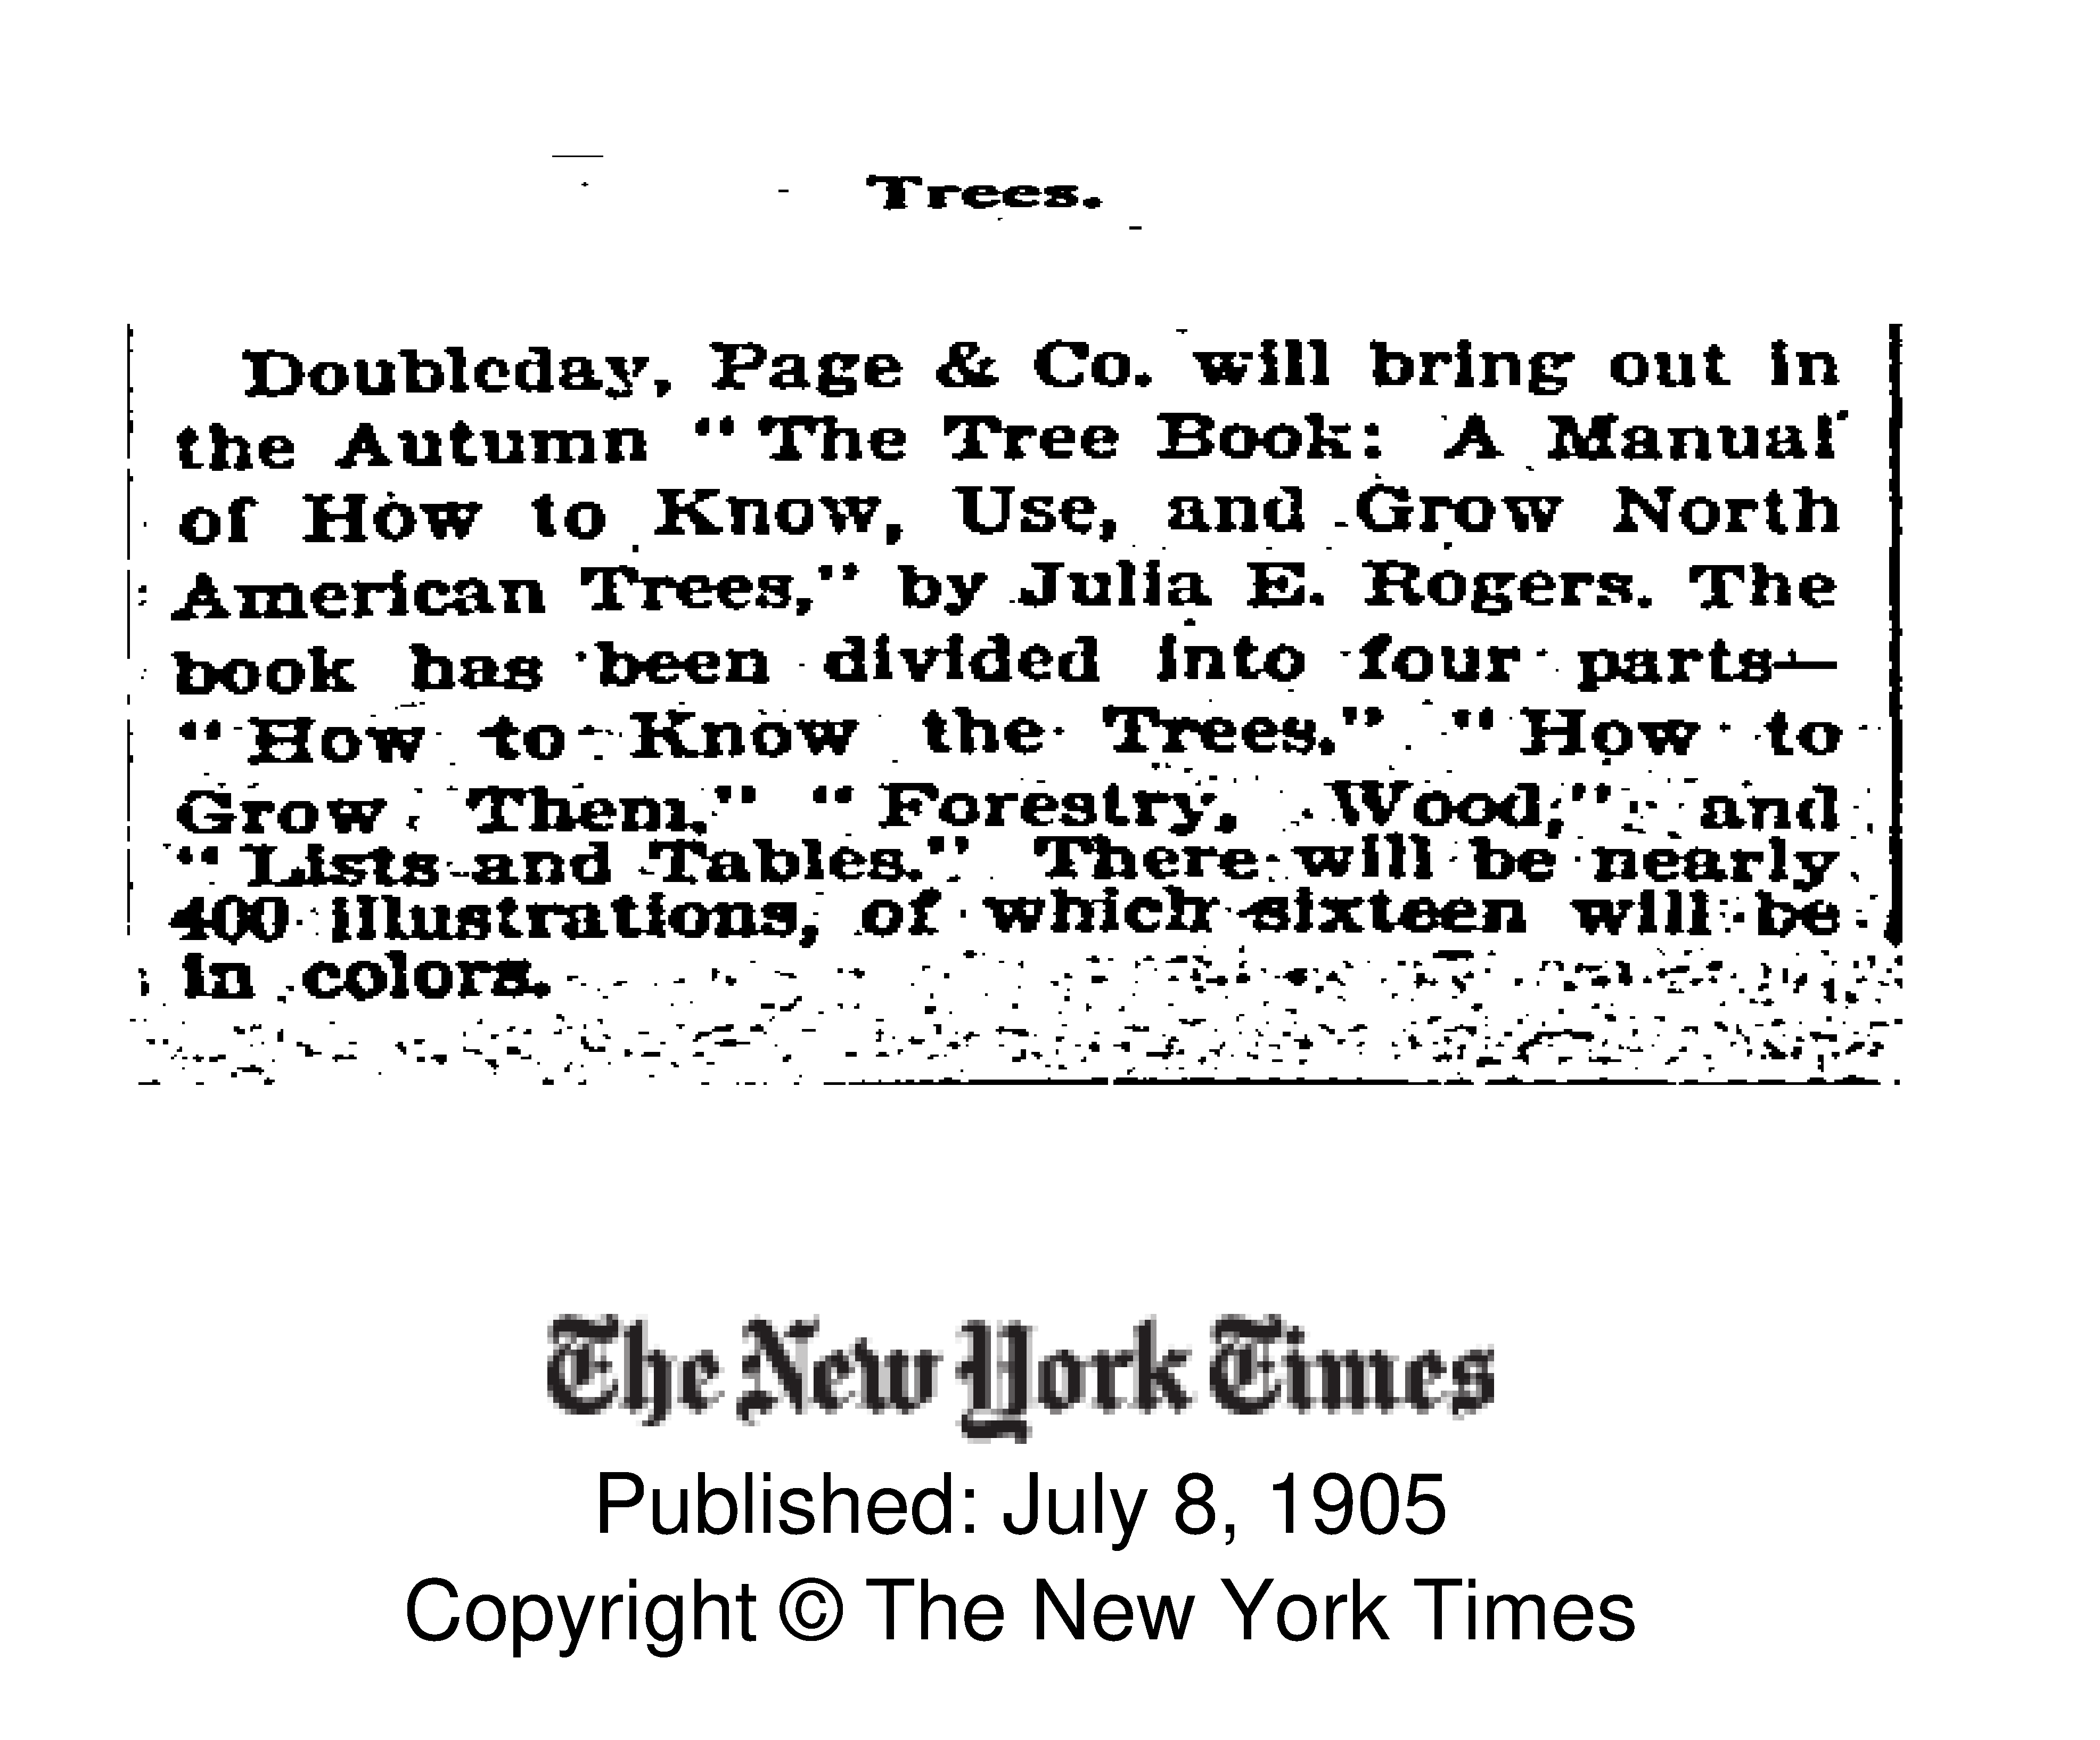 Trees.
Doubleday, Page & Co. will bring out in
the Autumn "The Tree Book: A Manual
of How to Know, Use, and Grow North
American Trees," by Julia E. Rogers. The
book has been divided into four parts—
"How to Know the Trees." "How to
Grow Them," "Forestry, Wood," and
"Lists and Tables." There will be nearly
400 illustrations, of which sixteen will be
in colors.
The New York Times
Published: July 8, 1905
Copyright © The New York Times